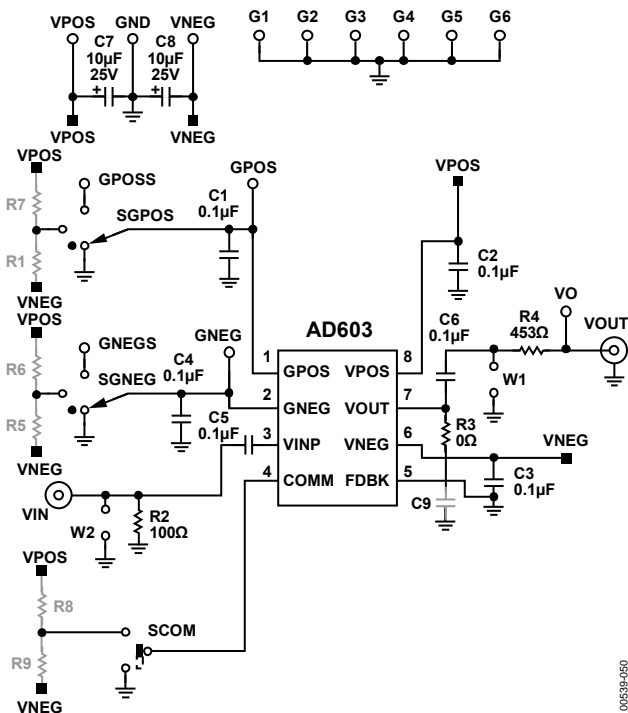 VPOS GND VNEG
C7 C8
10µF 10µF
25V 25V
+ +
VPOS VNEG
G1 G2 G3 G4 G5 G6
VPOS
R7
R1
VNEG
GPOSS
SGPOS
C1
0.1µF
GPOS
VPOS
C2
0.1µF
VPOS
R6
R5
VNEG
GNEGS
SGNEG
C4
0.1µF
GNEG
C5
0.1µF
AD603
1 GPOS VPOS 8
2 GNEG VOUT 7
3 VINP VNEG 6
4 COMM FDBK 5
C6
0.1µF
R4
453Ω
VO
VOUT
W1
R3
0Ω
VNEG
C3
0.1µF
C9
VIN
W2
R2
100Ω
VPOS
R8
R9
VNEG
SCOM
00539-050